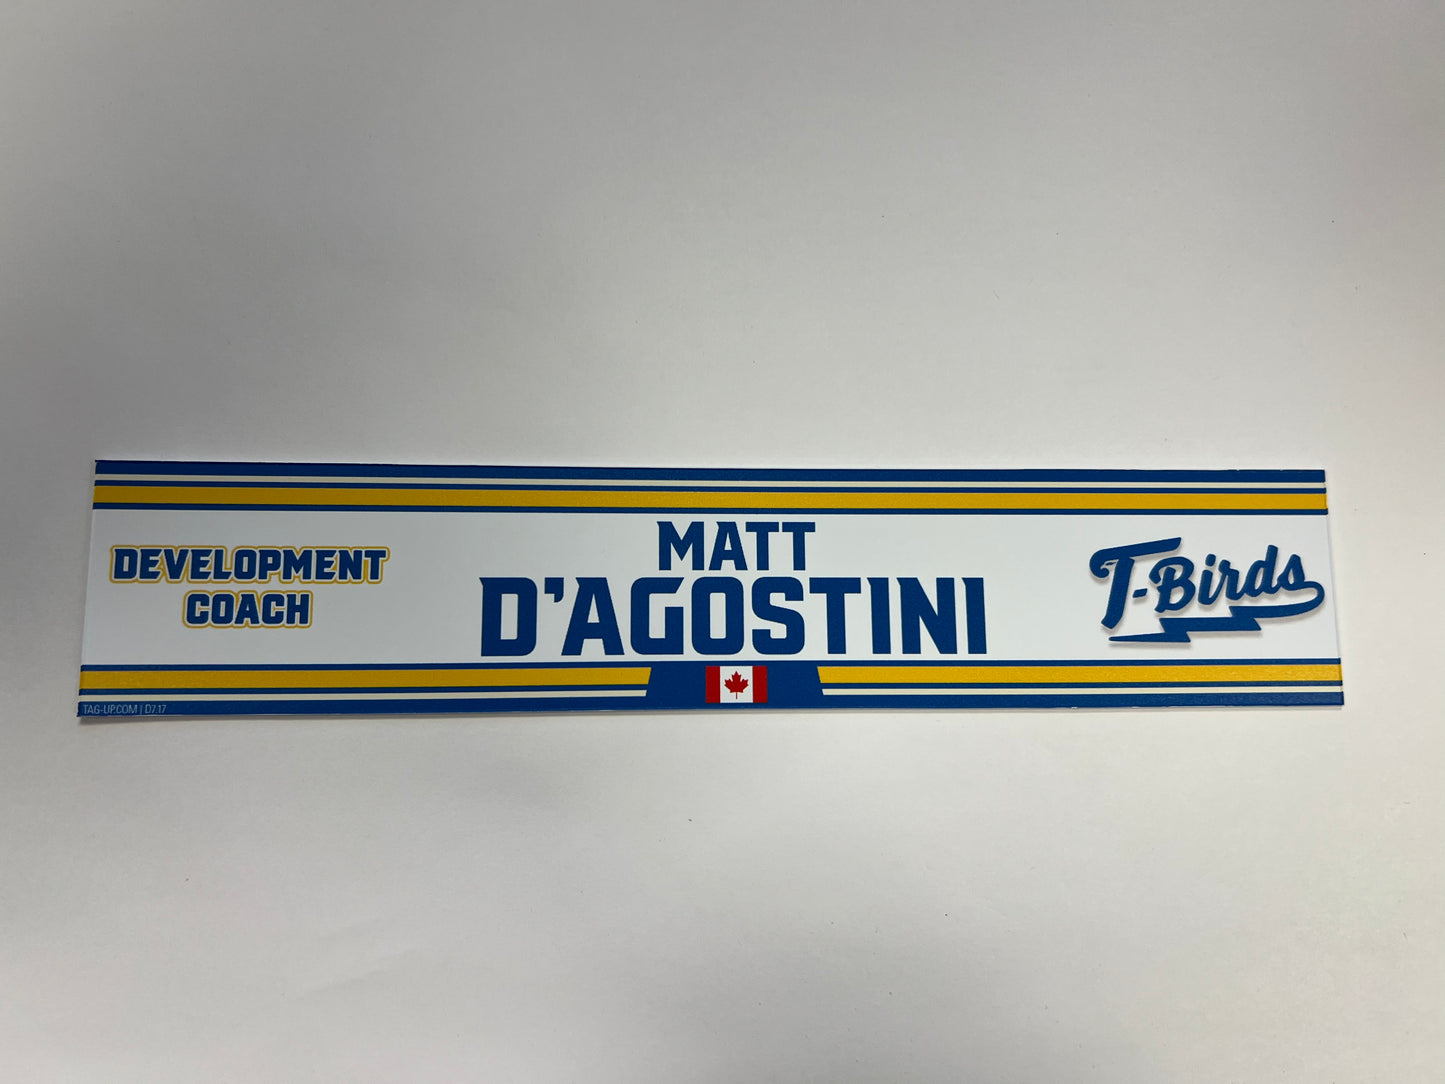 DEVELOPMENT
COACH
MATT
D'AGOSTINI
T-Birds
TAG-UP.COM | D7.17